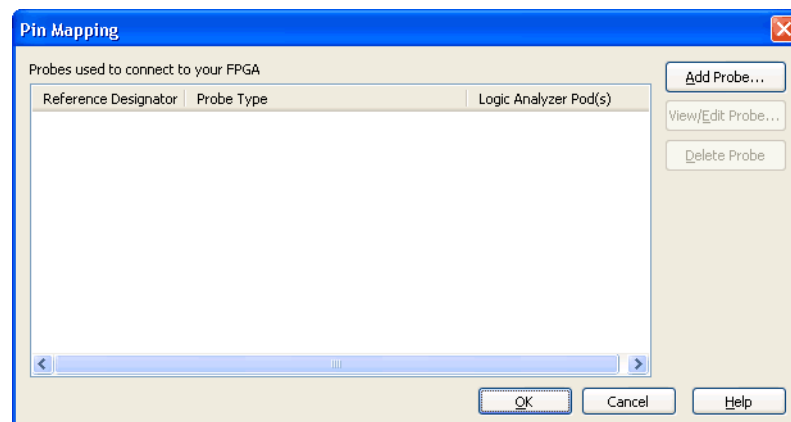 Pin Mapping
Probes used to connect to your FPGA
Add Probe...
Reference Designator Probe Type Logic Analyzer Pod(s)
View/Edit Probe...
Delete Probe
OK Cancel Help